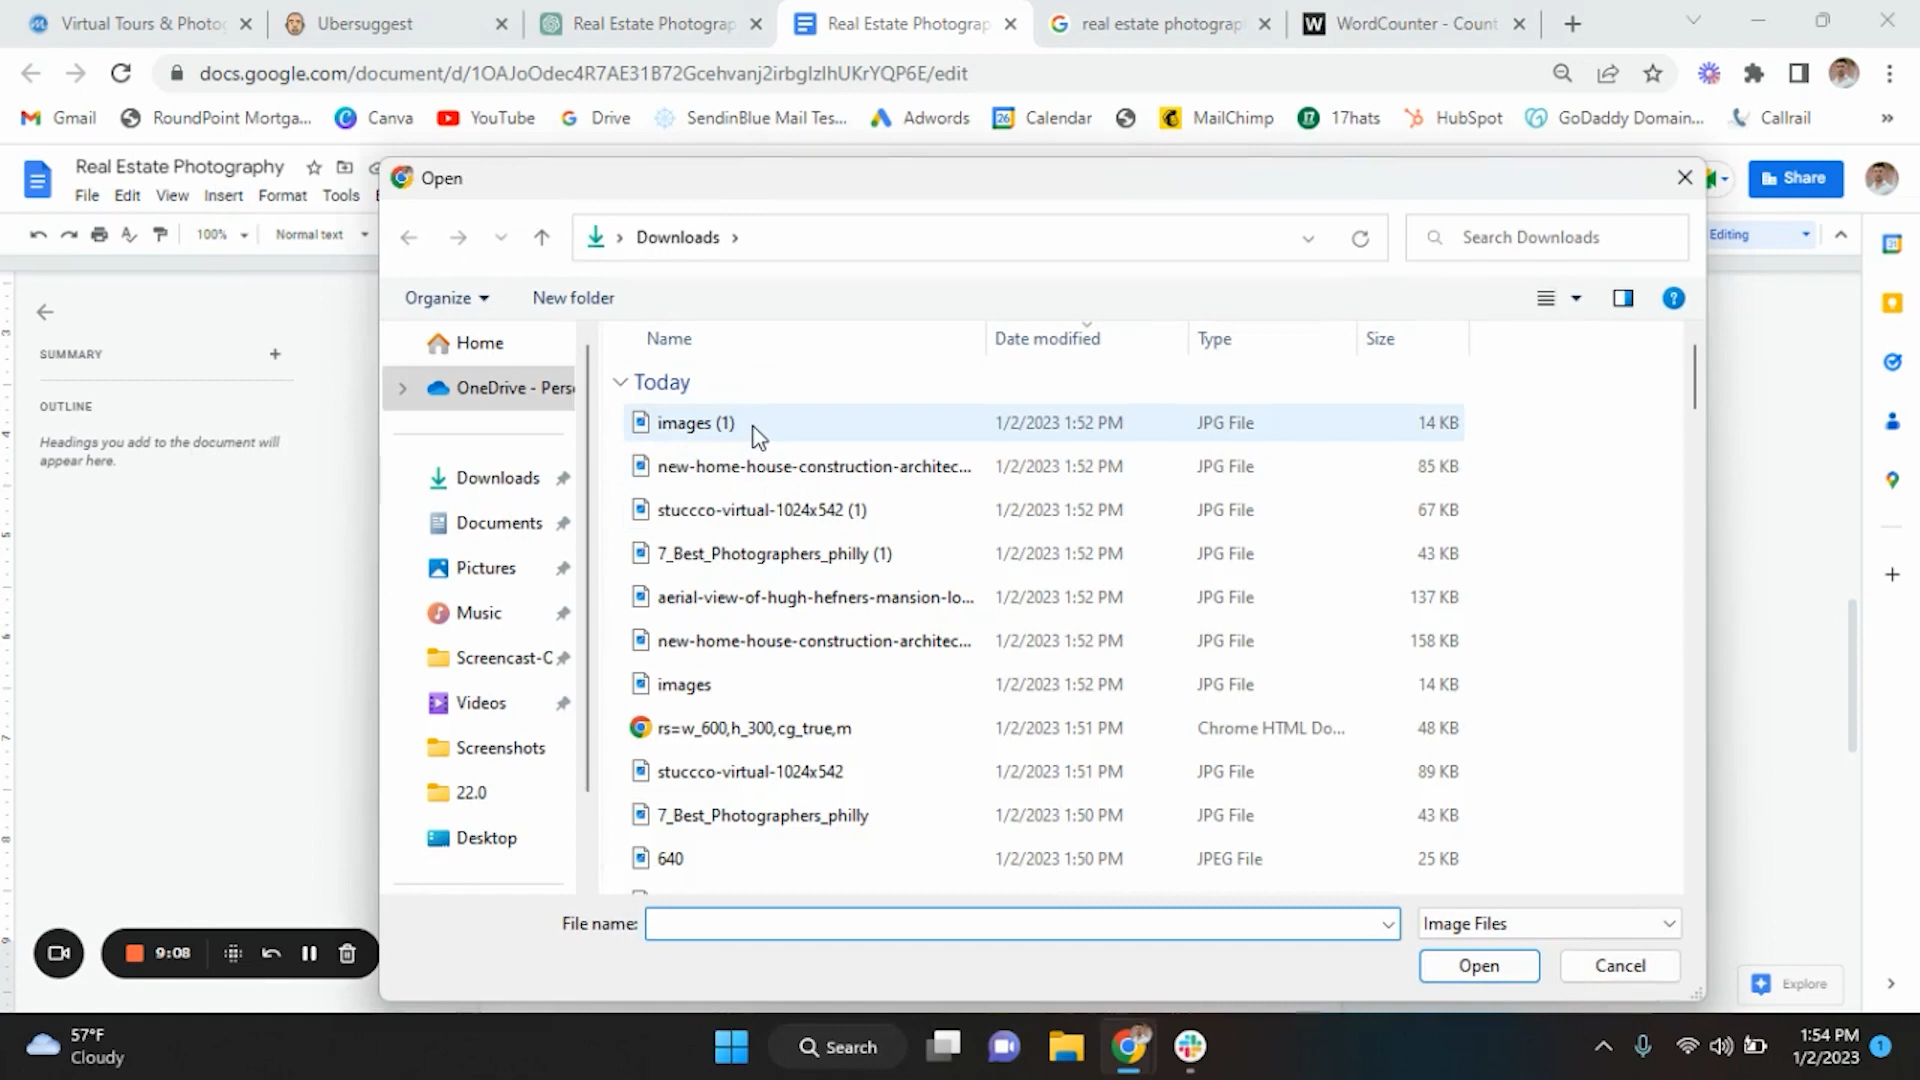 Virtual Tours & Photog
Ubersuggest
Real Estate Photograp
Real Estate Photograp
real estate photograp
WordCounter - Count
docs.google.com/document/d/1OAJoOdec4R7AE31B72Gcehvanj2irbglzIhUKrYQP6E/edit
Gmail
RoundPoint Mortga...
Canva
YouTube
Drive
SendinBlue Mail Tes...
Adwords
Calendar
MailChimp
17hats
HubSpot
GoDaddy Domain...
Callrail
Real Estate Photography
File Edit View Insert Format Tools
Share
100% Normal text
Editing
SUMMARY
OUTLINE
Headings you add to the document will
appear here.
Open
Downloads
Search Downloads
Organize New folder
Home
OneDrive - Pers
Downloads
Documents
Pictures
Music
Screencast-C
Videos
Screenshots
22.0
Desktop
Name Date modified Type Size
Today
images (1) 1/2/2023 1:52 PM JPG File 14 KB
new-home-house-construction-architec... 1/2/2023 1:52 PM JPG File 85 KB
stuccco-virtual-1024x542 (1) 1/2/2023 1:52 PM JPG File 67 KB
7_Best_Photographers_philly (1) 1/2/2023 1:52 PM JPG File 43 KB
aerial-view-of-hugh-hefners-mansion-lo... 1/2/2023 1:52 PM JPG File 137 KB
new-home-house-construction-architec... 1/2/2023 1:52 PM JPG File 158 KB
images 1/2/2023 1:52 PM JPG File 14 KB
rs=w_600,h_300,cg_true,m 1/2/2023 1:51 PM Chrome HTML Do... 48 KB
stuccco-virtual-1024x542 1/2/2023 1:51 PM JPG File 89 KB
7_Best_Photographers_philly 1/2/2023 1:50 PM JPG File 43 KB
640 1/2/2023 1:50 PM JPEG File 25 KB
File name:
Image Files
Open
Cancel
9:08
Explore
57°F
Cloudy
Search
1:54 PM
1/2/2023
1